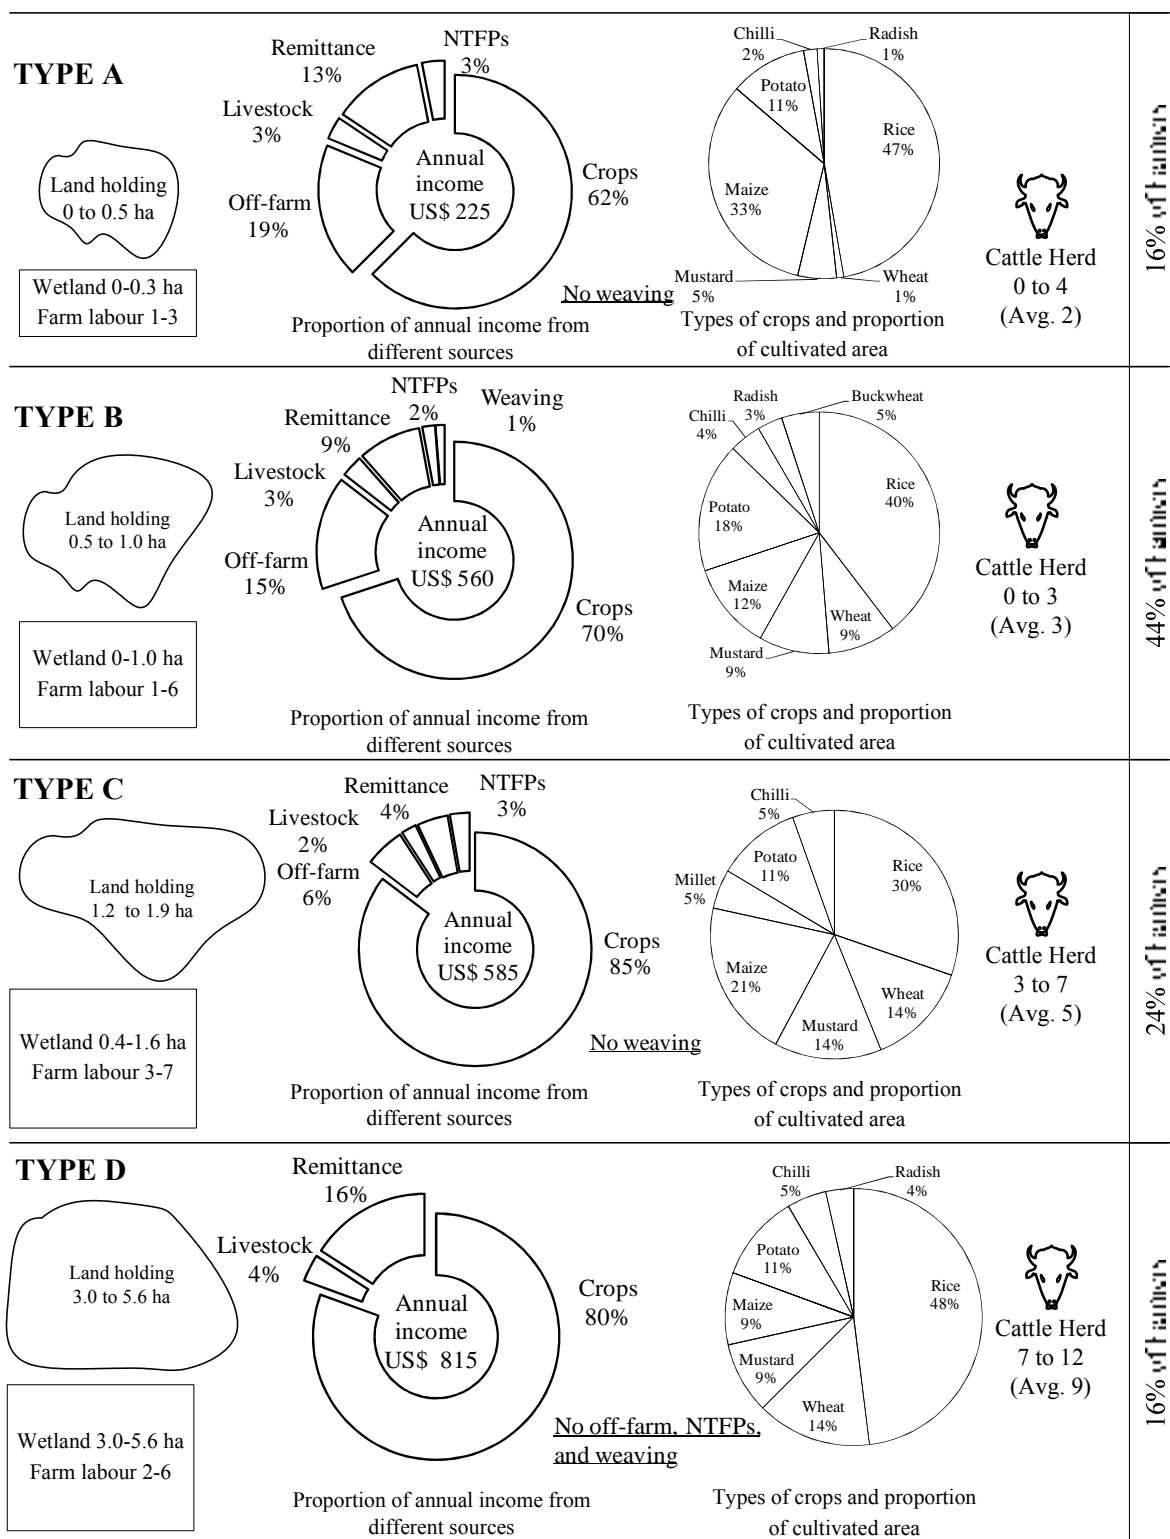 TYPE A
Land holding
0 to 0.5 ha
Wetland 0-0.3 ha
Farm labour 1-3
Remittance
13%
NTFPs
3%
Livestock
3%
Off-farm
19%
Annual
income
US$ 225
Crops
62%
No weaving
Proportion of annual income from
different sources
Chilli
2%
Radish
1%
Potato
11%
Rice
47%
Maize
33%
Mustard
5%
Wheat
1%
Types of crops and proportion
of cultivated area
Cattle Herd
0 to 4
(Avg. 2)
16%
TYPE B
Land holding
0.5 to 1.0 ha
Wetland 0-1.0 ha
Farm labour 1-6
NTFPs
2%
Weaving
1%
Remittance
9%
Livestock
3%
Off-farm
15%
Annual
income
US$ 560
Crops
70%
Proportion of annual income from
different sources
Radish
3%
Buckwheat
5%
Chilli
4%
Rice
40%
Potato
18%
Maize
12%
Wheat
9%
Mustard
9%
Types of crops and proportion
of cultivated area
Cattle Herd
0 to 3
(Avg. 3)
44%
TYPE C
Land holding
1.2 to 1.9 ha
Wetland 0.4-1.6 ha
Farm labour 3-7
Remittance
4%
NTFPs
3%
Livestock
2%
Off-farm
6%
Annual
income
US$ 585
Crops
85%
No weaving
Proportion of annual income from
different sources
Chilli
5%
Potato
11%
Rice
30%
Millet
5%
Maize
21%
Wheat
14%
Mustard
14%
Types of crops and proportion
of cultivated area
Cattle Herd
3 to 7
(Avg. 5)
24%
TYPE D
Land holding
3.0 to 5.6 ha
Wetland 3.0-5.6 ha
Farm labour 2-6
Remittance
16%
Livestock
4%
Annual
income
US$ 815
Crops
80%
No off-farm, NTFPs,
and weaving
Proportion of annual income from
different sources
Chilli
5%
Radish
4%
Potato
11%
Rice
48%
Maize
9%
Mustard
9%
Wheat
14%
Types of crops and proportion
of cultivated area
Cattle Herd
7 to 12
(Avg. 9)
16%